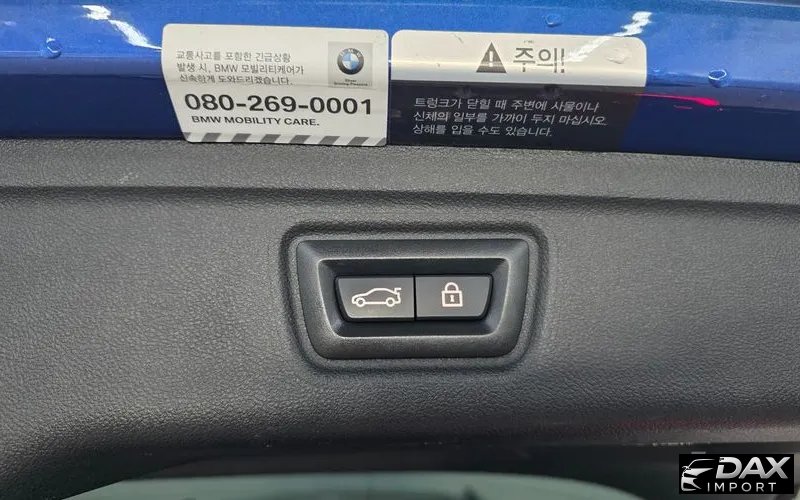 교통사고를 포함한 긴급상황
발생 시, BMW 모빌리티케어가
신속하게 도와드리겠습니다.
080-269-0001
BMW MOBILITY CARE.
BMW
주의!
트렁크가 닫힐 때 주변에 사물이나
신체의 일부를 가까이 두지 마십시오.
상해를 입을 수도 있습니다.
DAX
IMPORT